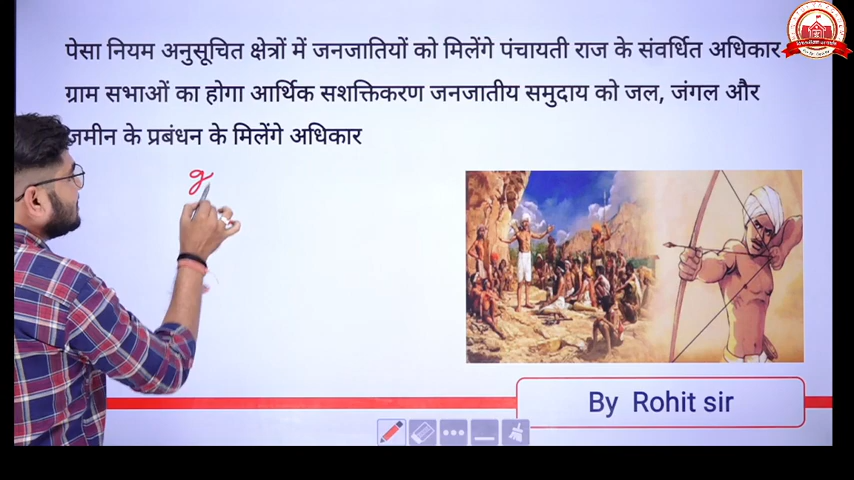 पेसा नियम अनुसूचित क्षेत्रों में जनजातियों को मिलेंगे पंचायती राज के संवर्धित अधिकार-
ग्राम सभाओं का होगा आर्थिक सशक्तिकरण जनजातीय समुदाय को जल, जंगल और
ज़मीन के प्रबंधन के मिलेंगे अधिकार
By Rohit sir